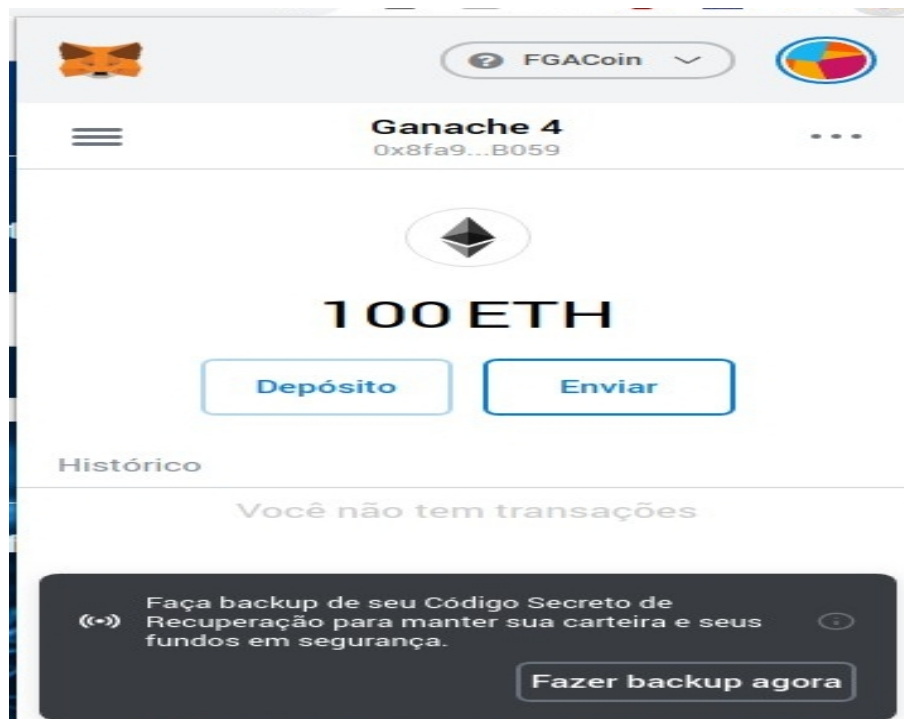 FGACoin
Ganache 4
0x8fa9...B059
100 ETH
Depósito
Enviar
Histórico
Você não tem transações
Faça backup de seu Código Secreto de
Recuperação para manter sua carteira e seus
fundos em segurança.
Fazer backup agora